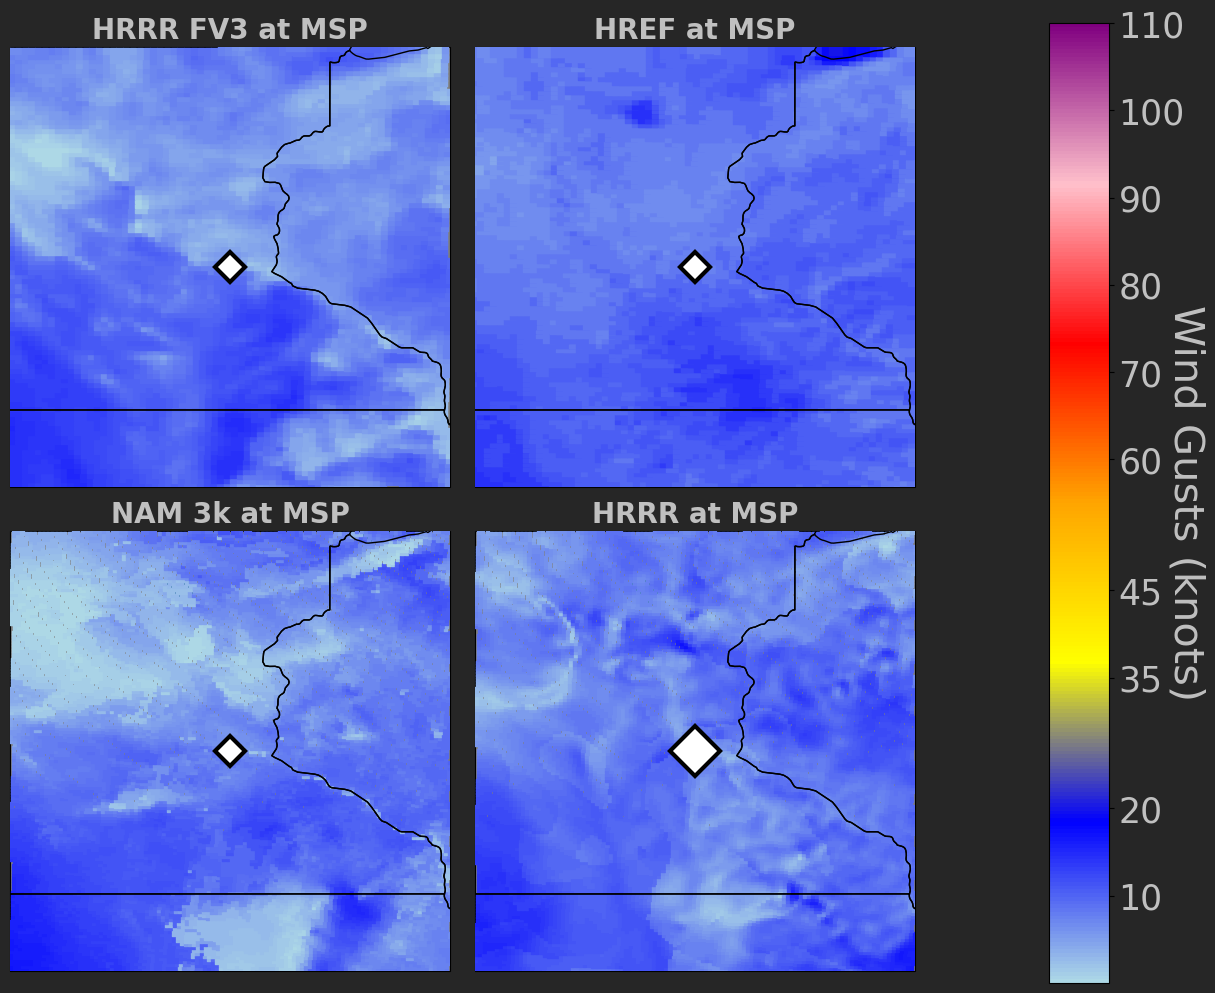 HRRR FV3 at MSP
HREF at MSP
NAM 3k at MSP
HRRR at MSP
110
100
90
80
70
60
45
35
20
10
Wind Gusts (knots)